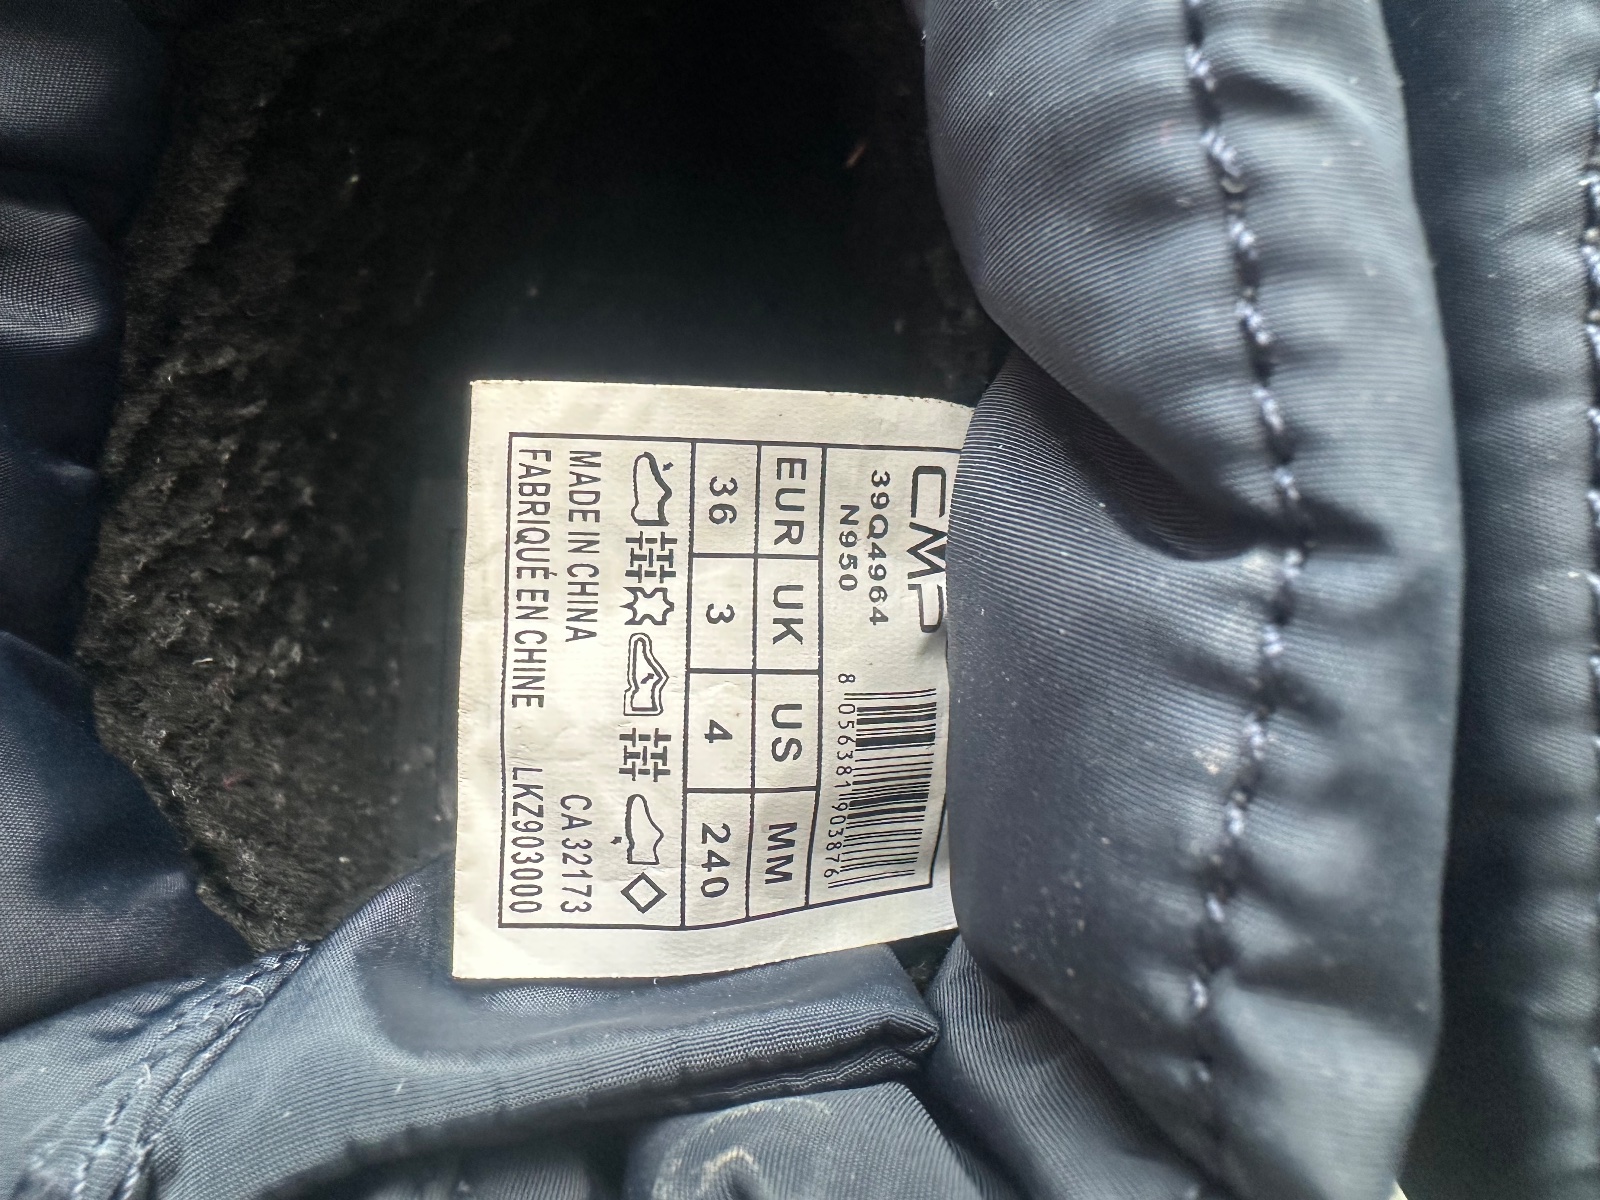 CMP
39Q4964
N950
8 056381 903876
EUR UK US MM
36 3 4 240
MADE IN CHINA CA 32173
FABRIQUÉ EN CHINE LKZ903000